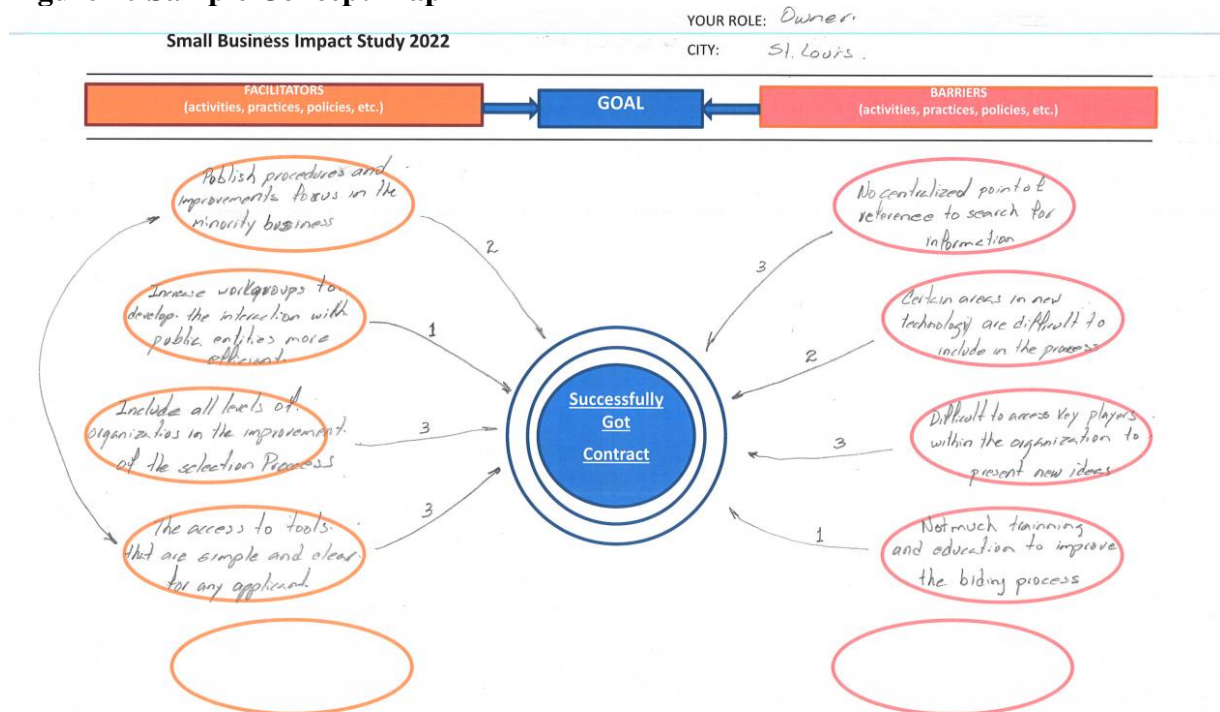 YOUR ROLE: Owner.
Small Business Impact Study 2022
CITY: St. Louis.
FACILITATORS
(activities, practices, policies, etc.)
GOAL
BARRIERS
(activities, practices, policies, etc.)
Publish procedures and
improvements focus in the
minority business
2
Increase workgroups to
develop the interaction with
public entities more
efficient.
1
Include all levels of
organizatios in the improvement
of the selection Proccess
3
The access to tools
that are simple and clear
for any applicant.
3
Successfully
Got
Contract
No centralized point of
reference to search for
information
3
Certain areas in new
technology are difficult to
include in the process
2
Difficult to access key players
within the organization to
present new ideas
3
Not much trainning
and education to improve
the biding process
1